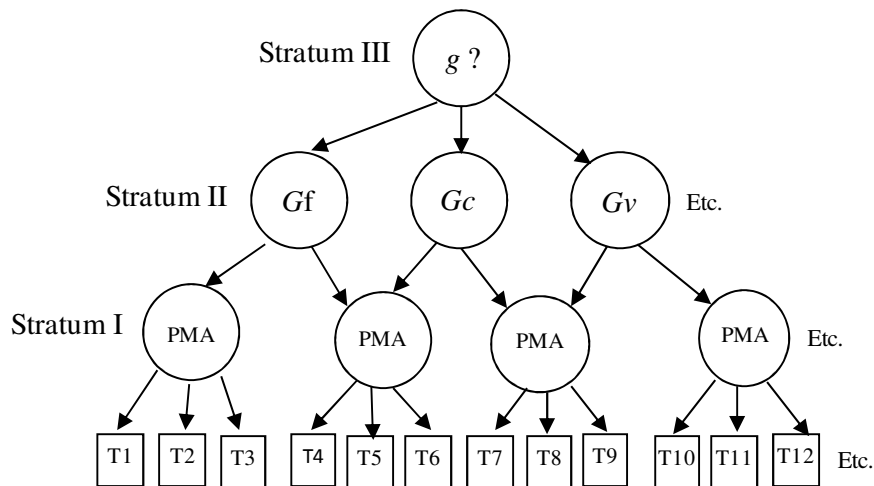 Stratum III
g ?
Stratum II
Gf
Gc
Gv
Etc.
Stratum I
PMA
PMA
PMA
PMA
Etc.
T1
T2
T3
T4
T5
T6
T7
T8
T9
T10
T11
T12
Etc.